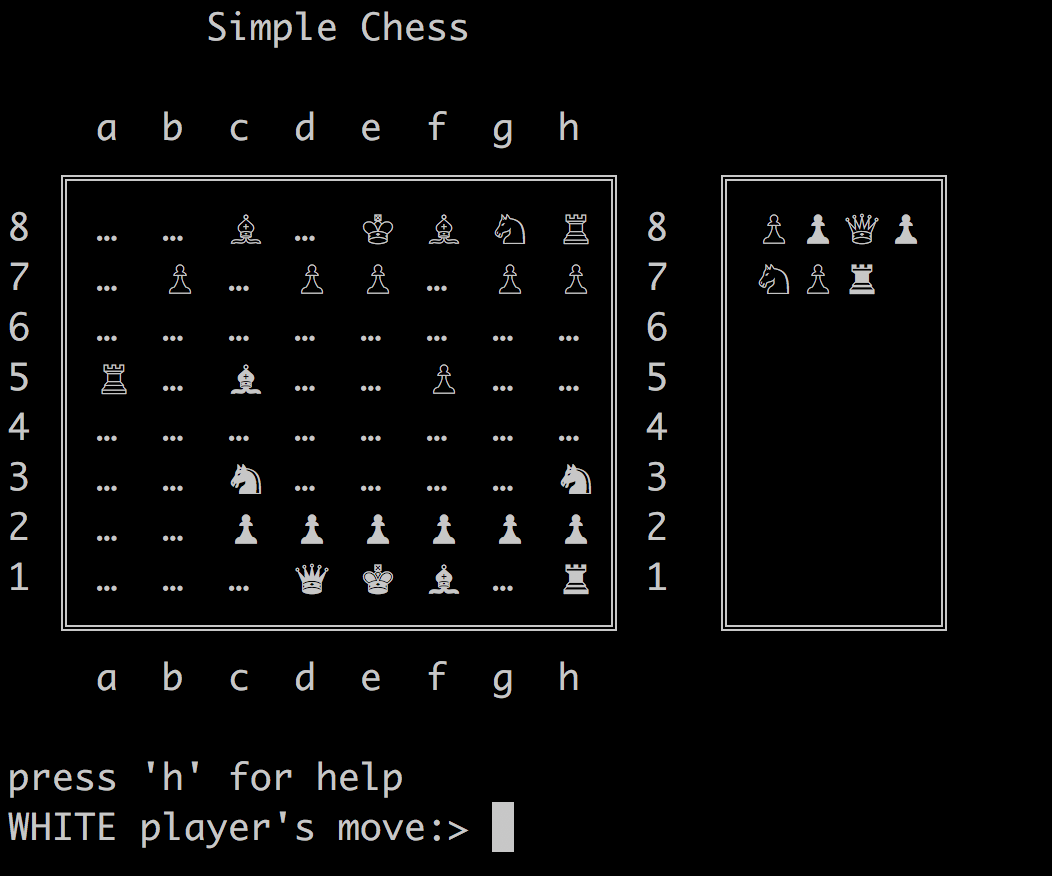 Simple Chess
a b c d e f g h
8 … … ♗ … ♔ ♗ ♘ ♖ 8 ♙ ♟ ♕ ♟
7 … ♙ … ♙ ♙ … ♙ ♙ 7 ♘ ♙ ♜
6 … … … … … … … … 6
5 ♖ … ♝ … … ♙ … … 5
4 … … … … … … … … 4
3 … … ♞ … … … … ♞ 3
2 … … ♟ ♟ ♟ ♟ ♟ ♟ 2
1 … … … ♛ ♚ ♝ … ♜ 1
a b c d e f g h
press 'h' for help
WHITE player's move:>